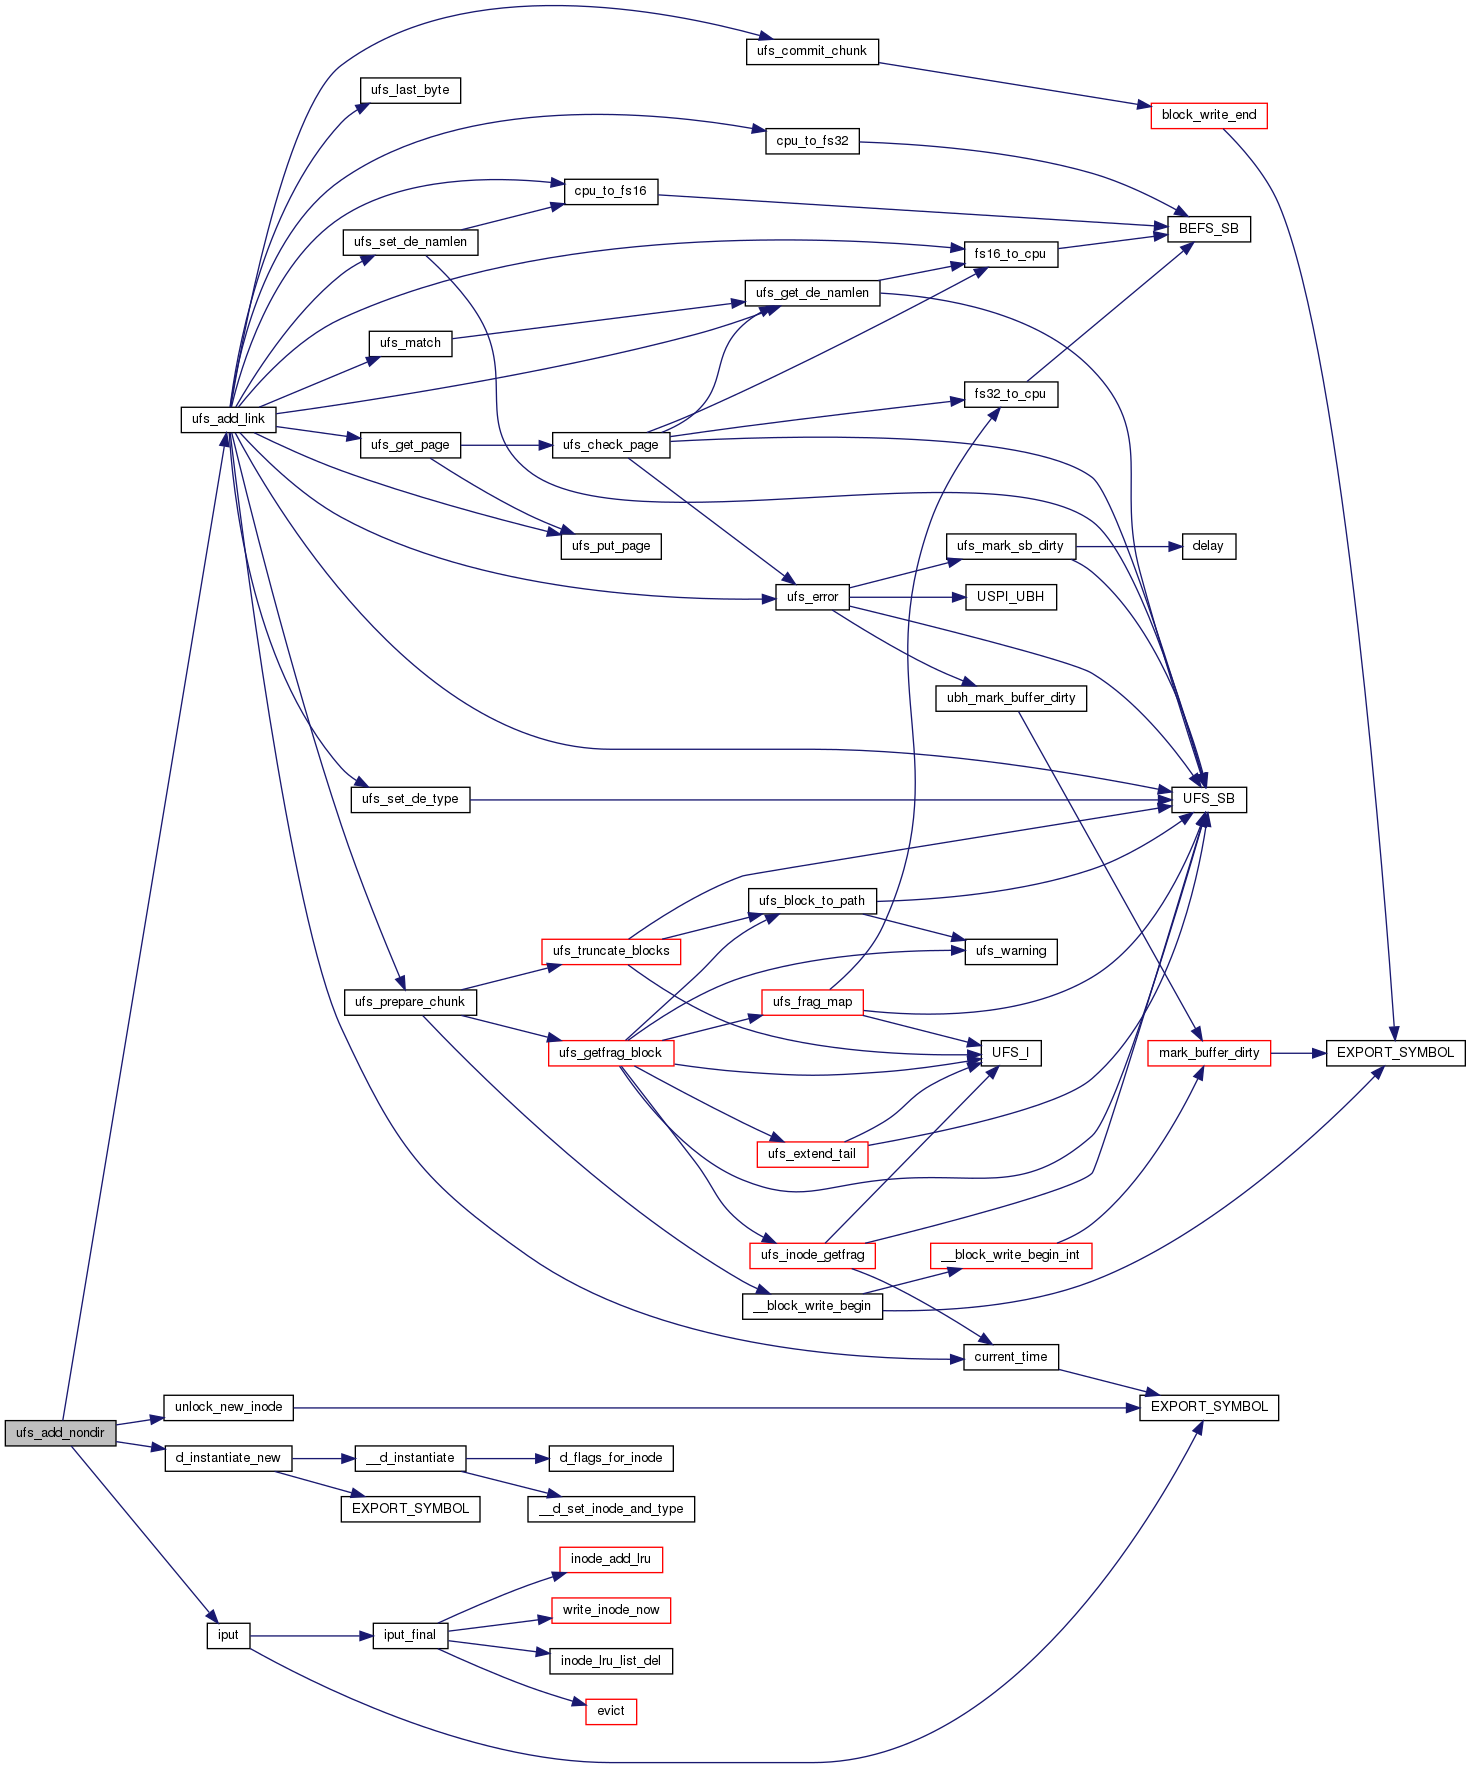 ufs_commit_chunk
ufs_last_byte
block_write_end
cpu_to_fs32
cpu_to_fs16
BEFS_SB
ufs_set_de_namlen
fs16_to_cpu
ufs_get_de_namlen
ufs_match
fs32_to_cpu
ufs_add_link
ufs_get_page
ufs_check_page
ufs_put_page
ufs_mark_sb_dirty
delay
ufs_error
USPI_UBH
ubh_mark_buffer_dirty
ufs_set_de_type
UFS_SB
ufs_block_to_path
ufs_truncate_blocks
ufs_warning
ufs_prepare_chunk
ufs_frag_map
ufs_getfrag_block
UFS_I
mark_buffer_dirty
EXPORT_SYMBOL
ufs_extend_tail
ufs_inode_getfrag
__block_write_begin_int
__block_write_begin
current_time
unlock_new_inode
EXPORT_SYMBOL
ufs_add_nondir
d_instantiate_new
__d_instantiate
d_flags_for_inode
EXPORT_SYMBOL
__d_set_inode_and_type
inode_add_lru
write_inode_now
iput
iput_final
inode_lru_list_del
evict